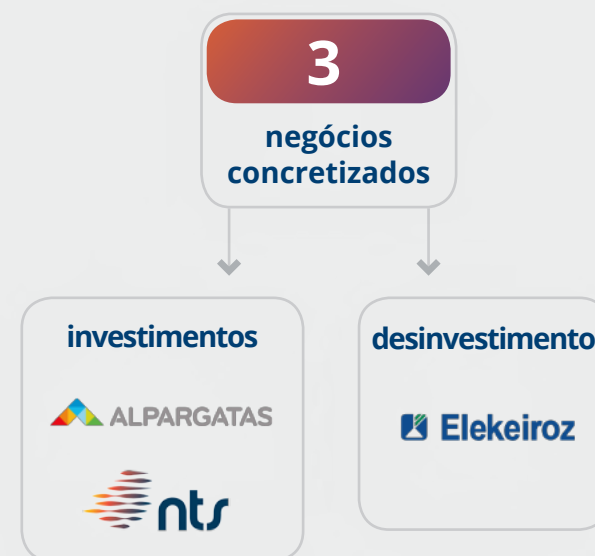 3
negócios
concretizados
investimentos
ALPARGATAS
nts
desinvestimento
Elekeiroz